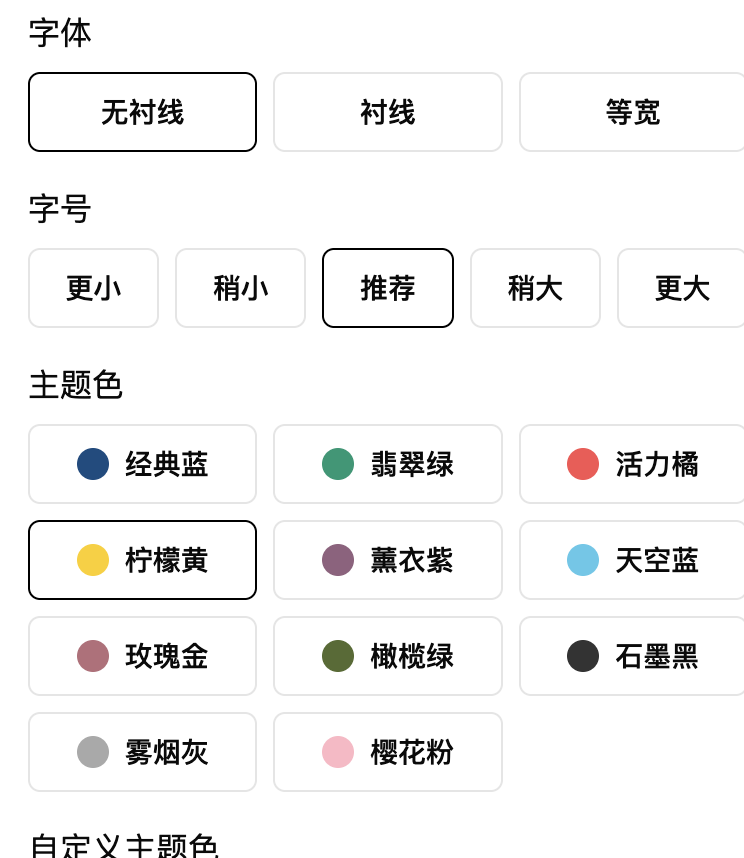 字体
无衬线 衬线 等宽
字号
更小 稍小 推荐 稍大 更大
主题色
经典蓝 翡翠绿 活力橘
柠檬黄 薰衣紫 天空蓝
玫瑰金 橄榄绿 石墨黑
雾烟灰 樱花粉
自定义主题色